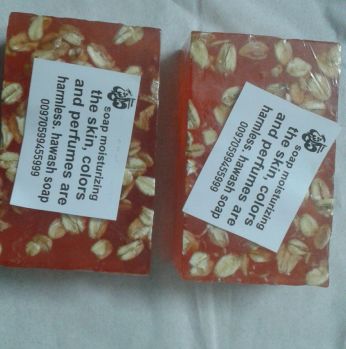 soap moisturizing
the skin, colors
and perfumes are
harmless. hawash soap
00970599455999
soap moisturizing
the skin, colors
and perfumes are
harmless. hawash soap
00970599455999